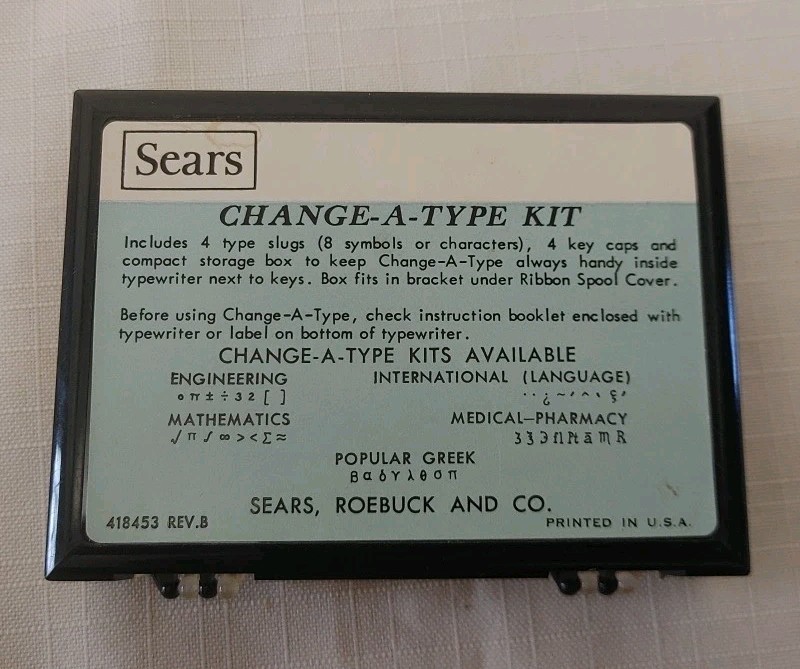 Sears
CHANGE-A-TYPE KIT
Includes 4 type slugs (8 symbols or characters), 4 key caps and
compact storage box to keep Change-A-Type always handy inside
typewriter next to keys. Box fits in bracket under Ribbon Spool Cover.
Before using Change-A-Type, check instruction booklet enclosed with
typewriter or label on bottom of typewriter.
CHANGE-A-TYPE KITS AVAILABLE
ENGINEERING INTERNATIONAL (LANGUAGE)
° π ± ÷ 3 2 [ ]
MATHEMATICS MEDICAL-PHARMACY
√ π ∫ ∞ > < Σ ≈
POPULAR GREEK
β α δ γ λ θ σ π
SEARS, ROEBUCK AND CO.
418453 REV.B PRINTED IN U.S.A.